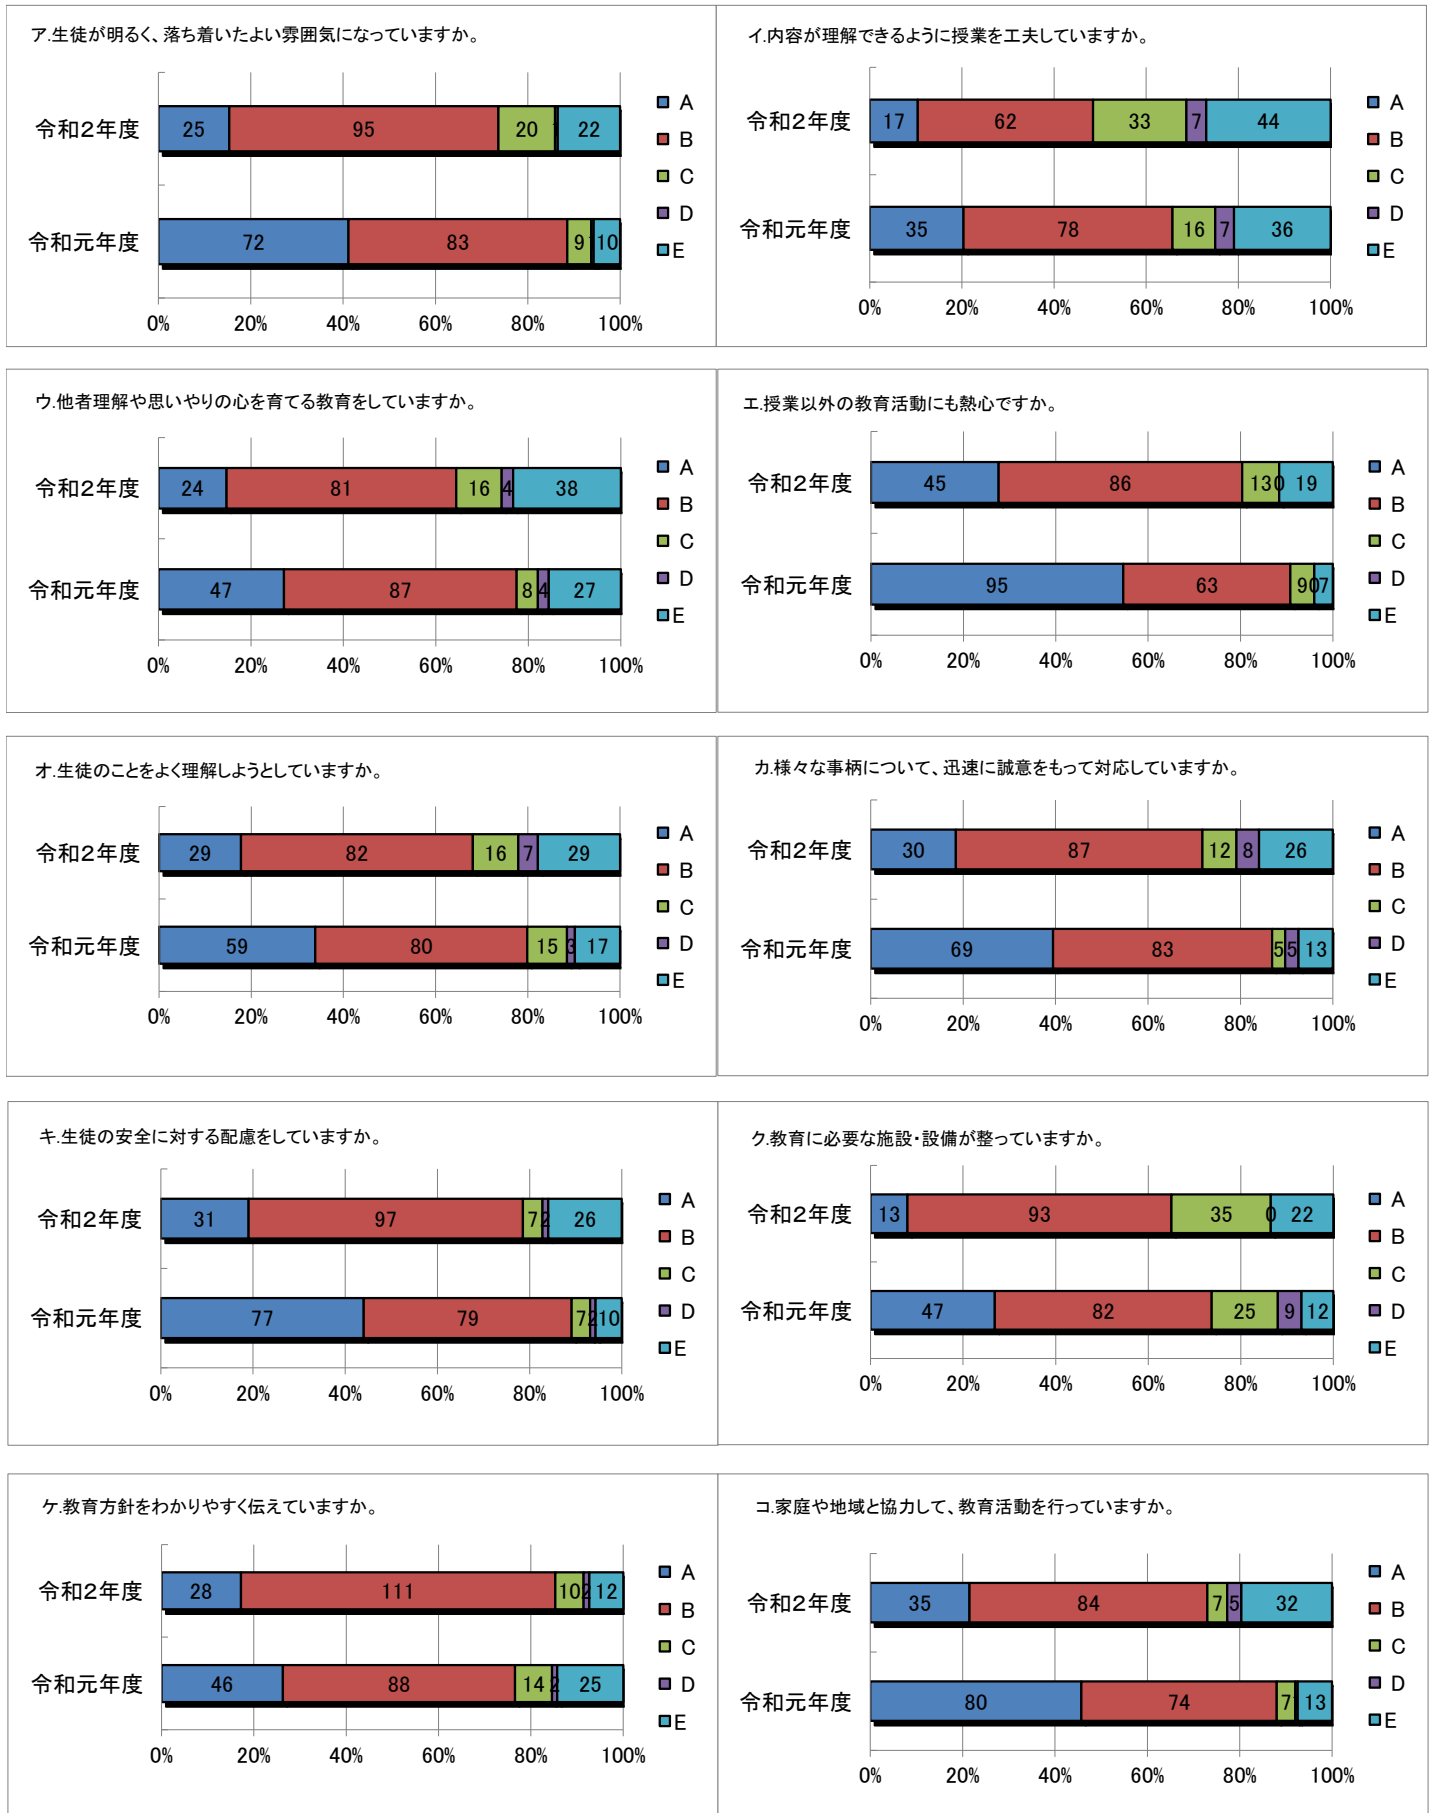 ア.生徒が明るく、落ち着いたよい雰囲気になっていますか。
令和2年度 25 95 20 1 22
令和元年度 72 83 9 1 10
0% 20% 40% 60% 80% 100%
A
B
C
D
E
イ.内容が理解できるように授業を工夫していますか。
令和2年度 17 62 33 7 44
令和元年度 35 78 16 7 36
0% 20% 40% 60% 80% 100%
A
B
C
D
E
ウ.他者理解や思いやりの心を育てる教育をしていますか。
令和2年度 24 81 16 4 38
令和元年度 47 87 8 4 27
0% 20% 40% 60% 80% 100%
A
B
C
D
E
エ.授業以外の教育活動にも熱心ですか。
令和2年度 45 86 13 0 19
令和元年度 95 63 9 0 7
0% 20% 40% 60% 80% 100%
A
B
C
D
E
オ.生徒のことをよく理解しようとしていますか。
令和2年度 29 82 16 7 29
令和元年度 59 80 15 3 17
0% 20% 40% 60% 80% 100%
A
B
C
D
E
カ.様々な事柄について、迅速に誠意をもって対応していますか。
令和2年度 30 87 12 8 26
令和元年度 69 83 5 5 13
0% 20% 40% 60% 80% 100%
A
B
C
D
E
キ.生徒の安全に対する配慮をしていますか。
令和2年度 31 97 7 2 26
令和元年度 77 79 7 2 10
0% 20% 40% 60% 80% 100%
A
B
C
D
E
ク.教育に必要な施設・設備が整っていますか。
令和2年度 13 93 35 0 22
令和元年度 47 82 25 9 12
0% 20% 40% 60% 80% 100%
A
B
C
D
E
ケ.教育方針をわかりやすく伝えていますか。
令和2年度 28 111 10 2 12
令和元年度 46 88 14 2 25
0% 20% 40% 60% 80% 100%
A
B
C
D
E
コ.家庭や地域と協力して、教育活動を行っていますか。
令和2年度 35 84 7 5 32
令和元年度 80 74 7 1 13
0% 20% 40% 60% 80% 100%
A
B
C
D
E